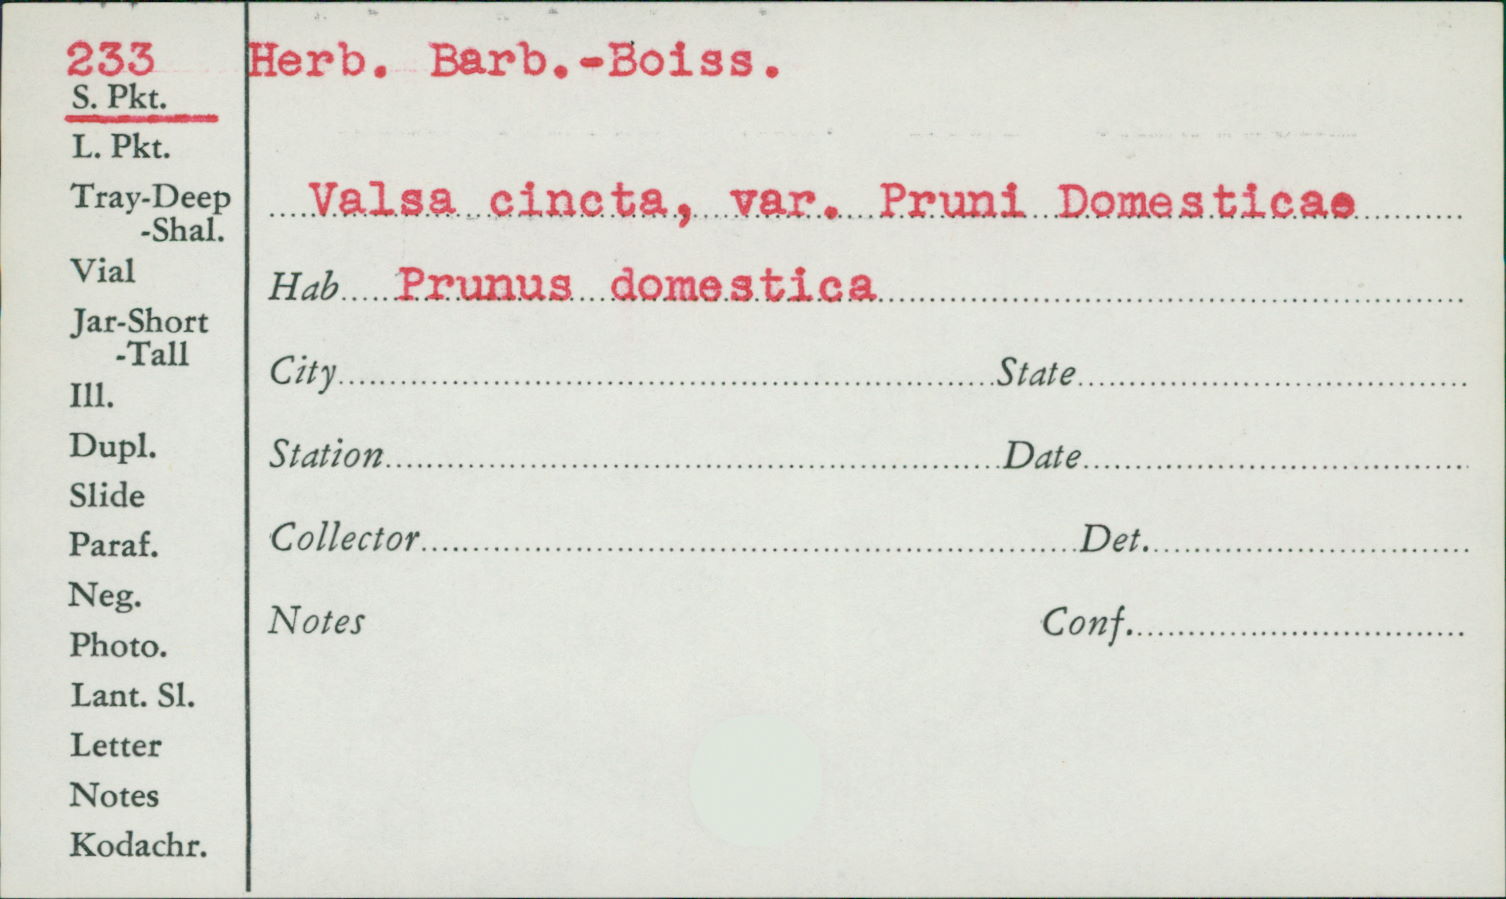 233
Herb. Barb.-Boiss.
S. Pkt.
L. Pkt.
Tray-Deep
-Shal.
Vial
Jar-Short
-Tall
Ill.
Dupl.
Slide
Paraf.
Neg.
Photo.
Lant. Sl.
Letter
Notes
Kodachr.
Valsa cincta, var. Pruni Domesticae
Hab Prunus domestica
City State
Station Date
Collector Det.
Notes Conf.